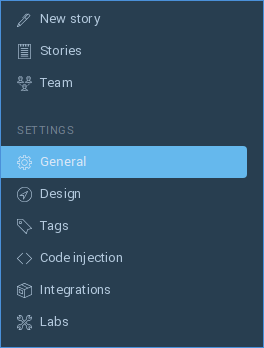 New story
Stories
Team
SETTINGS
General
Design
Tags
Code injection
Integrations
Labs